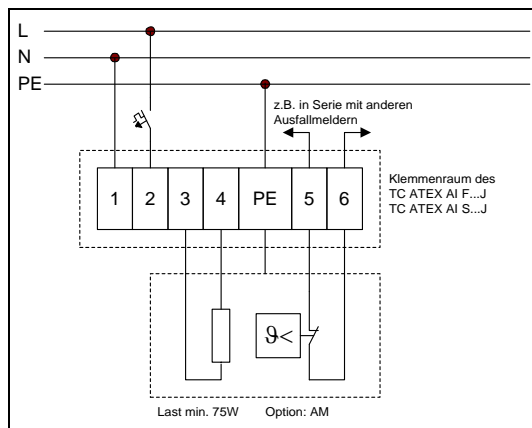 L
N
PE
z.B. in Serie mit anderen
Ausfallmeldern
1 2 3 4 PE 5 6
Klemmenraum des
TC ATEX AI F...J
TC ATEX AI S...J
ϑ<
Last min. 75W Option: AM